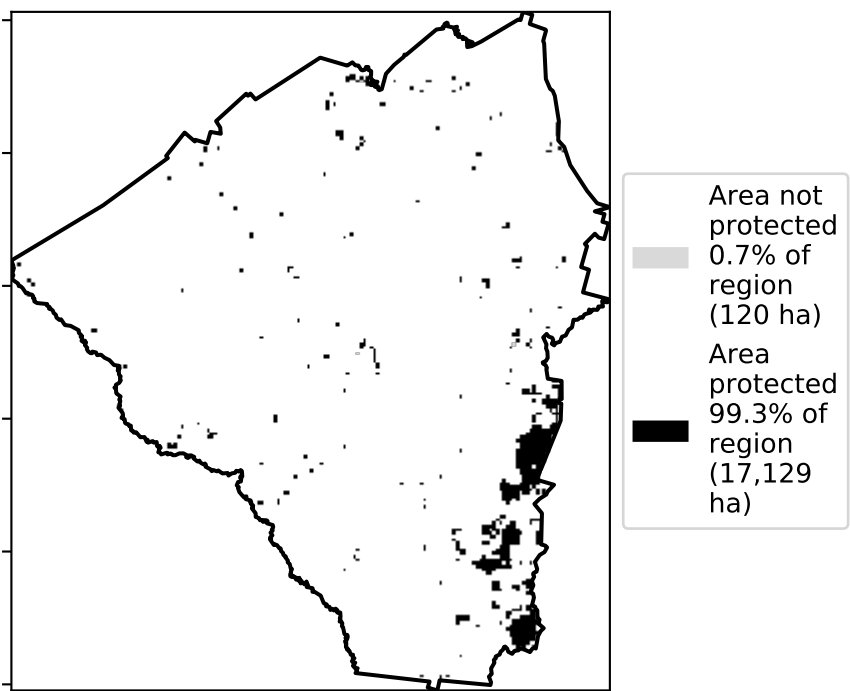 Area not
protected
0.7% of
region
(120 ha)
Area
protected
99.3% of
region
(17,129
ha)